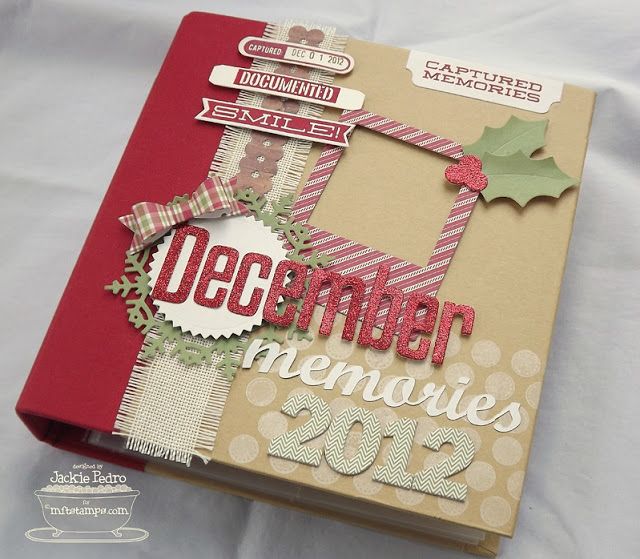 CAPTURED DEC 0 1 2012
DOCUMENTED
SMILE!
CAPTURED
MEMORIES
December
memories
2012
designed by
Jackie Pedro
for
©mftstamps.com